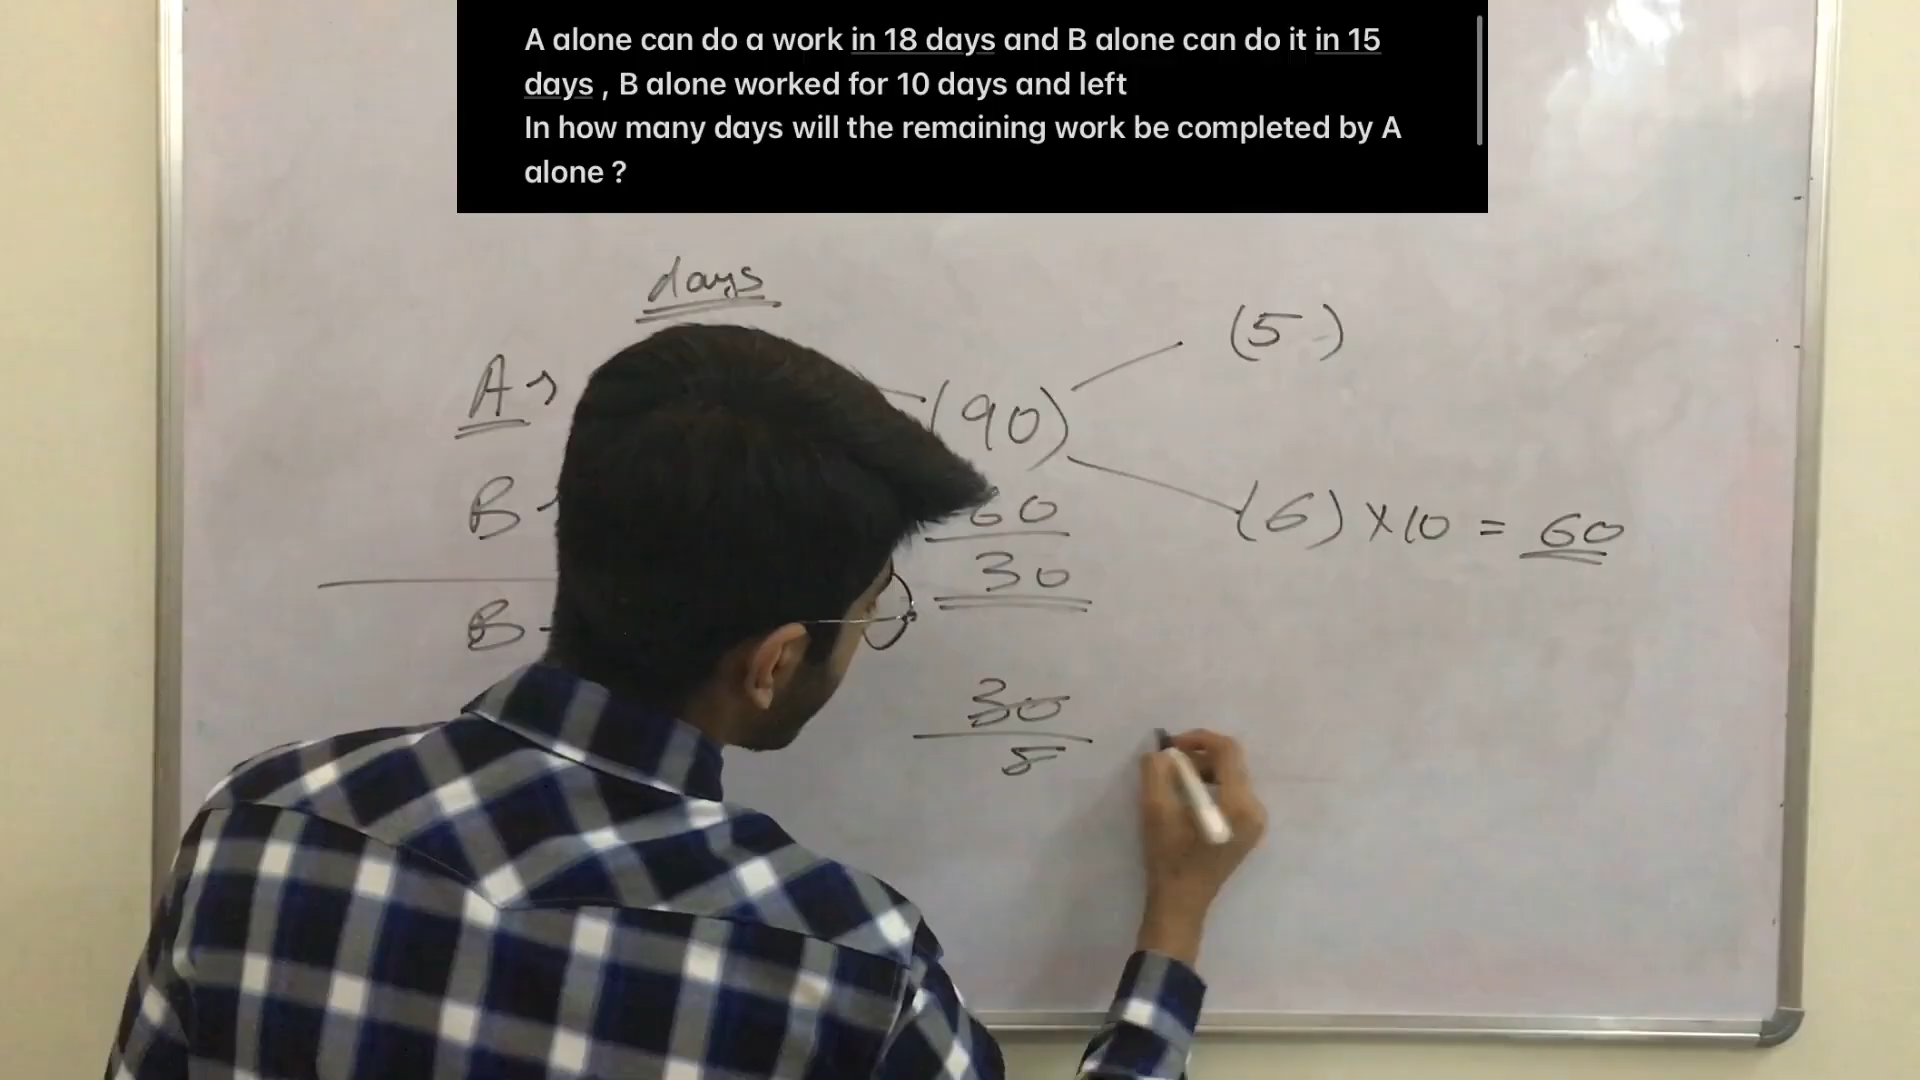 A alone can do a work in 18 days and B alone can do it in 15
days , B alone worked for 10 days and left
In how many days will the remaining work be completed by A
alone ?
days
(5)
A →
(90)
B
60
(6) × 10 = 60
30
B
30
5